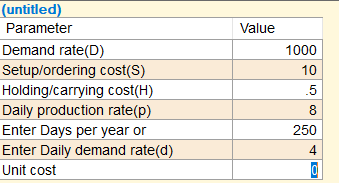 (untitled)
Parameter Value
Demand rate(D) 1000
Setup/ordering cost(S) 10
Holding/carrying cost(H) .5
Daily production rate(p) 8
Enter Days per year or 250
Enter Daily demand rate(d) 4
Unit cost 0